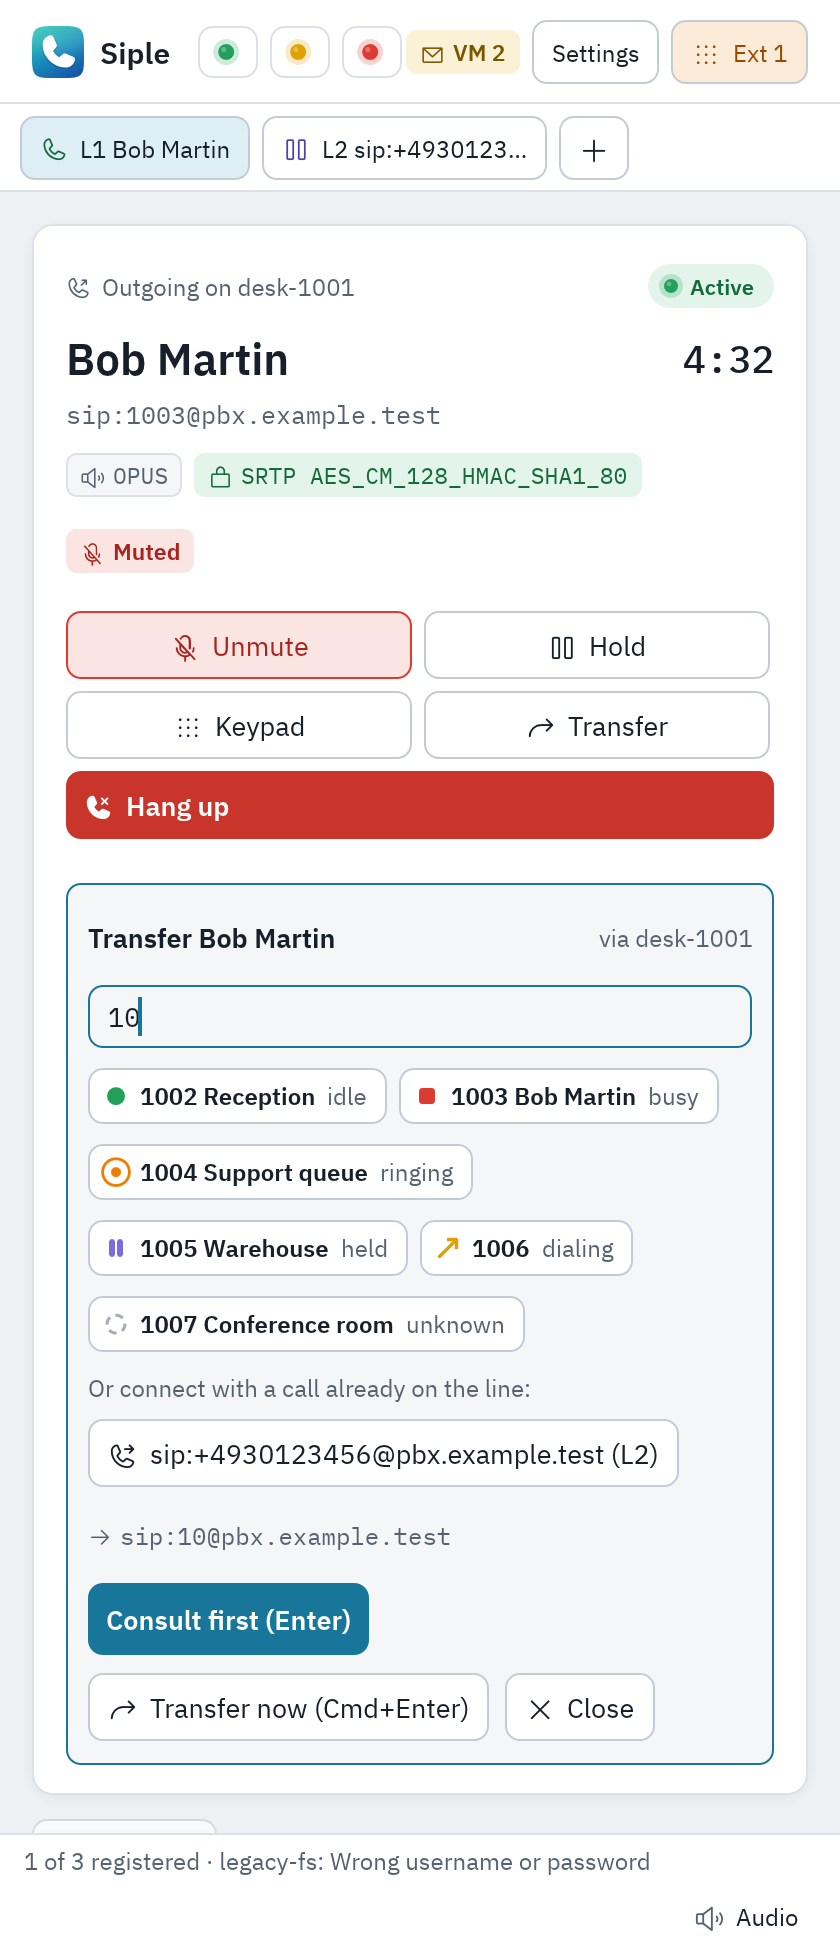 Siple
VM 2
Settings
Ext 1
L1 Bob Martin
L2 sip:+4930123...
Outgoing on desk-1001
Active
Bob Martin
4:32
sip:1003@pbx.example.test
OPUS
SRTP AES_CM_128_HMAC_SHA1_80
Muted
Unmute
Hold
Keypad
Transfer
Hang up
Transfer Bob Martin
via desk-1001
10
1002 Reception idle
1003 Bob Martin busy
1004 Support queue ringing
1005 Warehouse held
1006 dialing
1007 Conference room unknown
Or connect with a call already on the line:
sip:+4930123456@pbx.example.test (L2)
→ sip:10@pbx.example.test
Consult first (Enter)
Transfer now (Cmd+Enter)
Close
1 of 3 registered · legacy-fs: Wrong username or password
Audio